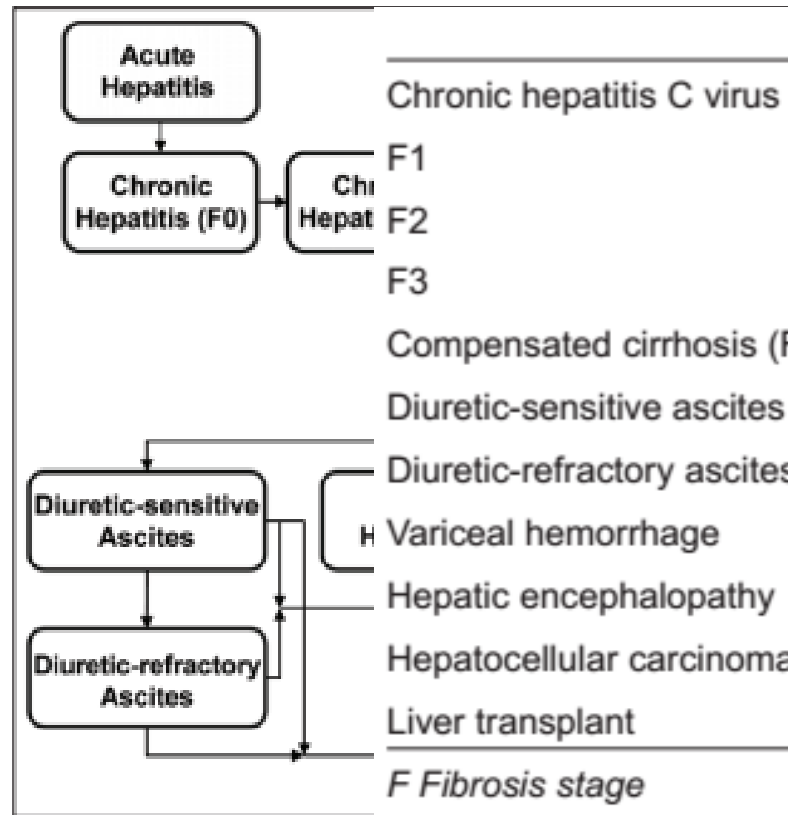 Acute
Hepatitis
Chronic
Hepatitis (F0)
Diuretic-sensitive
Ascites
Diuretic-refractory
Ascites
Chronic hepatitis C virus
F1
F2
F3
Compensated cirrhosis (
Diuretic-sensitive ascites
Diuretic-refractory ascites
Variceal hemorrhage
Hepatic encephalopathy
Hepatocellular carcinoma
Liver transplant
F Fibrosis stage